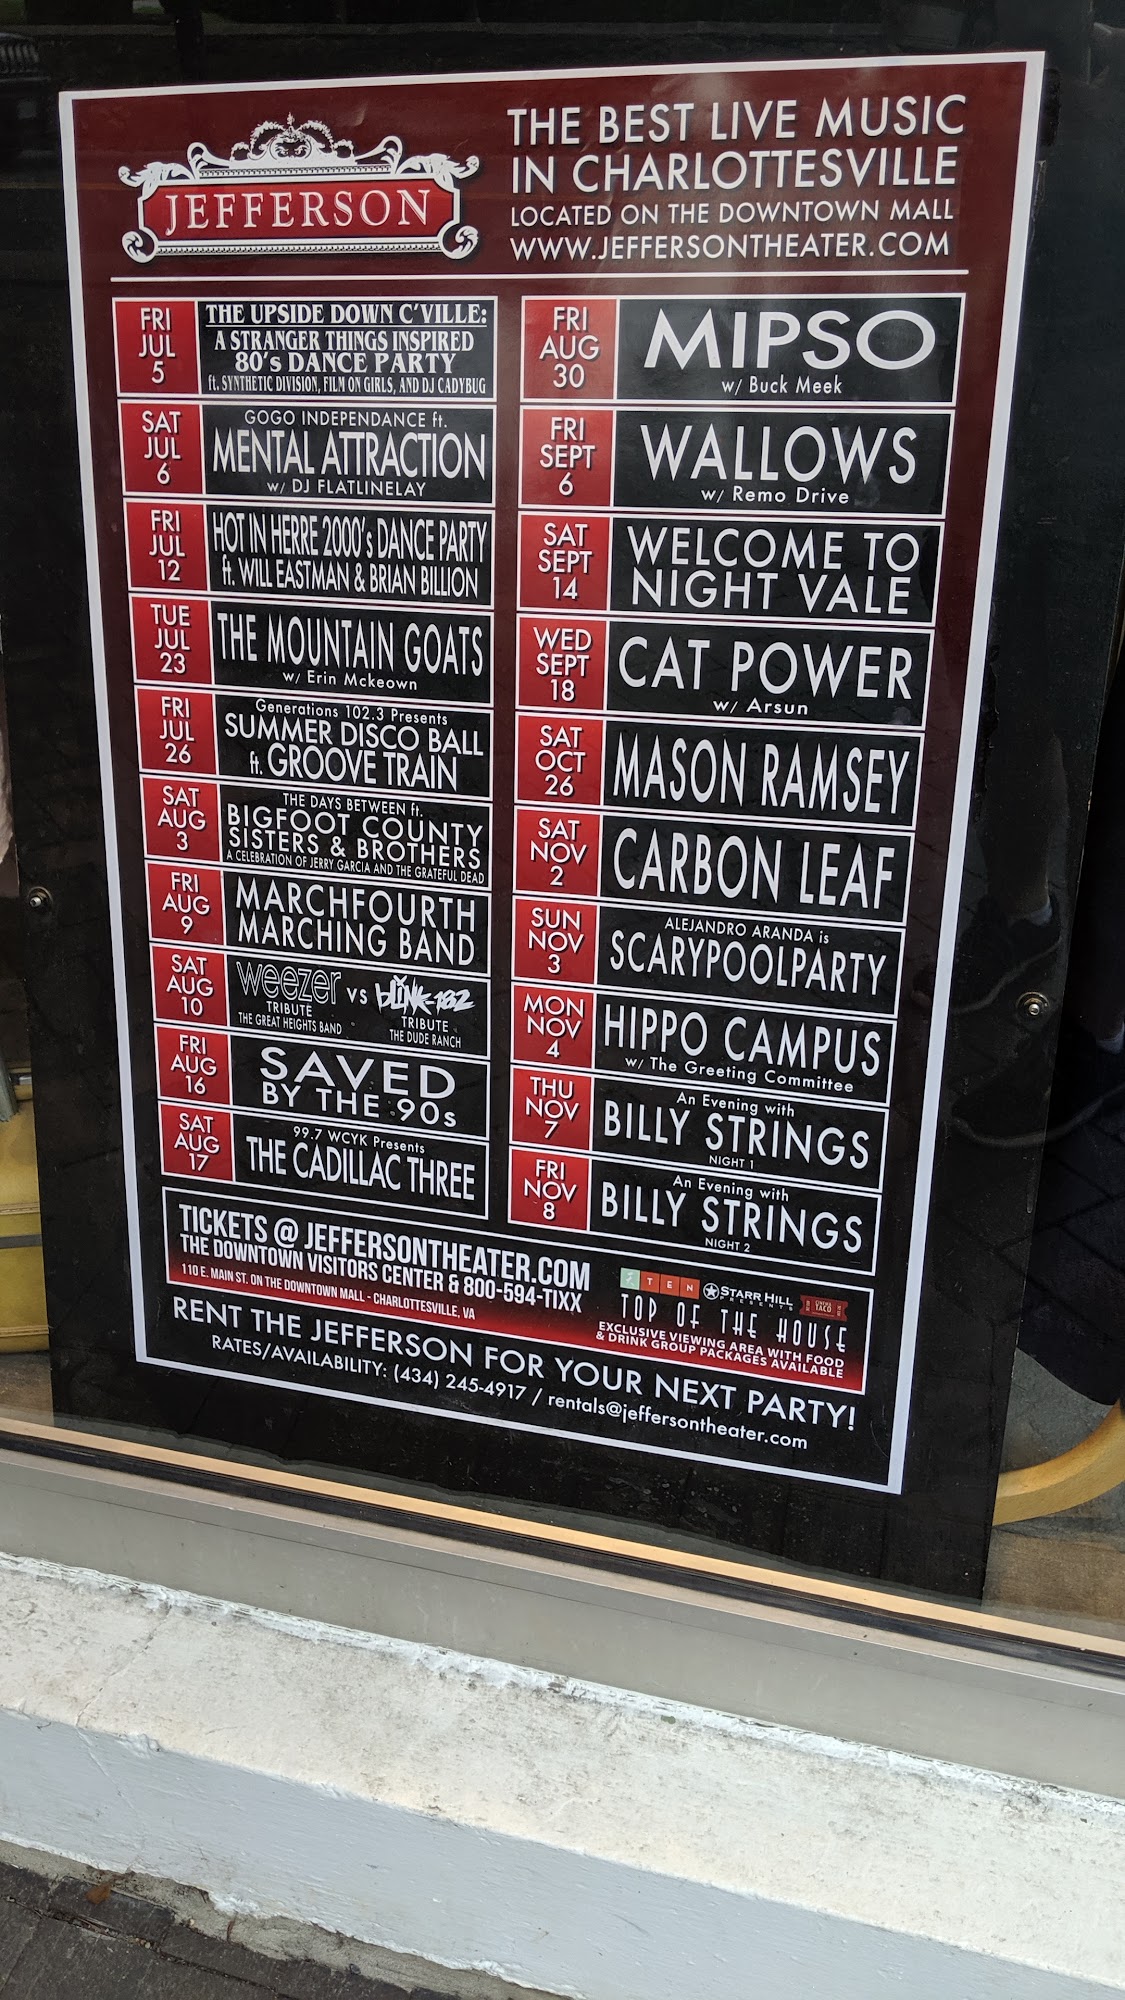 JEFFERSON
THE BEST LIVE MUSIC
IN CHARLOTTESVILLE
LOCATED ON THE DOWNTOWN MALL
WWW.JEFFERSONTHEATER.COM
FRI
JUL
5
THE UPSIDE DOWN C'VILLE:
A STRANGER THINGS INSPIRED
80's DANCE PARTY
ft. SYNTHETIC DIVISION, FILM ON GIRLS, AND DJ CADYBUG
SAT
JUL
6
GOGO INDEPENDANCE ft.
MENTAL ATTRACTION
w/ DJ FLATLINELAY
FRI
JUL
12
HOT IN HERRE 2000's DANCE PARTY
ft. WILL EASTMAN & BRIAN BILLION
TUE
JUL
23
THE MOUNTAIN GOATS
w/ Erin Mckeown
FRI
JUL
26
Generations 102.3 Presents
SUMMER DISCO BALL
ft. GROOVE TRAIN
SAT
AUG
3
THE DAYS BETWEEN ft.
BIGFOOT COUNTY
SISTERS & BROTHERS
A CELEBRATION OF JERRY GARCIA AND THE GRATEFUL DEAD
FRI
AUG
9
MARCHFOURTH
MARCHING BAND
SAT
AUG
10
weezer vs blink-182
TRIBUTE TRIBUTE
THE GREAT HEIGHTS BAND THE DUDE RANCH
FRI
AUG
16
SAVED
BY THE 90s
SAT
AUG
17
99.7 WCYK Presents
THE CADILLAC THREE
FRI
AUG
30
MIPSO
w/ Buck Meek
FRI
SEPT
6
WALLOWS
w/ Remo Drive
SAT
SEPT
14
WELCOME TO
NIGHT VALE
WED
SEPT
18
CAT POWER
w/ Arsun
SAT
OCT
26
MASON RAMSEY
SAT
NOV
2
CARBON LEAF
SUN
NOV
3
ALEJANDRO ARANDA is
SCARYPOOLPARTY
MON
NOV
4
HIPPO CAMPUS
w/ The Greeting Committee
THU
NOV
7
An Evening with
BILLY STRINGS
NIGHT 1
FRI
NOV
8
An Evening with
BILLY STRINGS
NIGHT 2
TICKETS @ JEFFERSONTHEATER.COM
THE DOWNTOWN VISITORS CENTER & 800-594-TIXX
110 E. MAIN ST. ON THE DOWNTOWN MALL - CHARLOTTESVILLE, VA
TEN STARR HILL
PRESENTS
TOP OF THE HOUSE
EXCLUSIVE VIEWING AREA WITH FOOD
& DRINK GROUP PACKAGES AVAILABLE
RENT THE JEFFERSON FOR YOUR NEXT PARTY!
RATES/AVAILABILITY: (434) 245-4917 / rentals@jeffersontheater.com